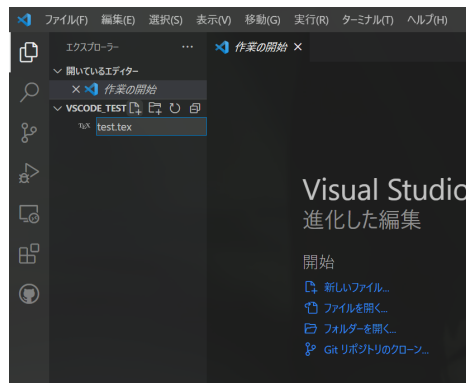 ファイル(F) 編集(E) 選択(S) 表示(V) 移動(G) 実行(R) ターミナル(T) ヘルプ(H)
エクスプローラー ... 作業の開始
開いているエディター
作業の開始
VSCODE_TEST
TEX test.tex
Visual Studio
進化した編集
開始
新しいファイル...
ファイルを開く...
フォルダーを開く...
Git リポジトリのクローン...